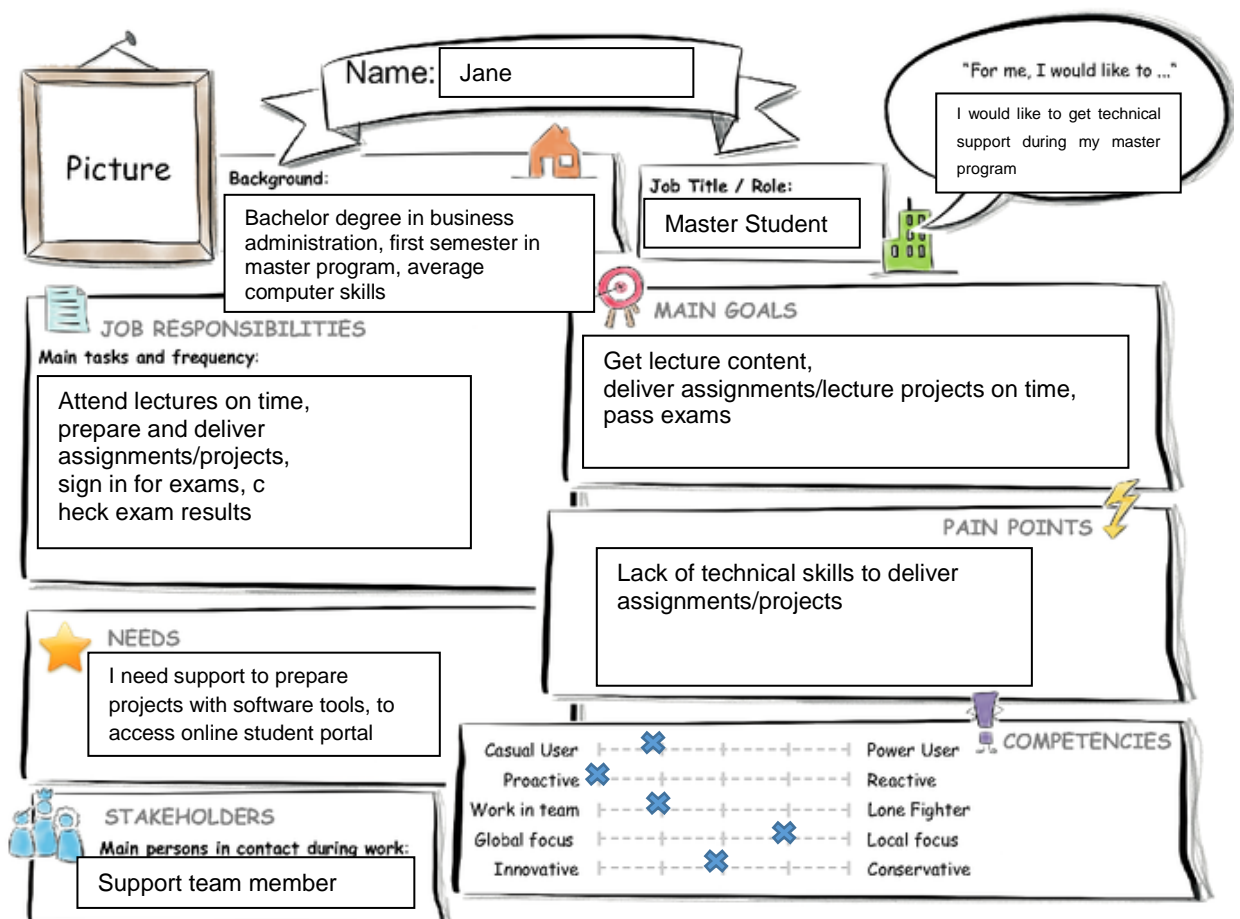 Name: Jane
"For me, I would like to ..."
I would like to get technical
support during my master
program
Picture
Background:
Bachelor degree in business
administration, first semester in
master program, average
computer skills
Job Title / Role:
Master Student
JOB RESPONSIBILITIES
Main tasks and frequency:
Attend lectures on time,
prepare and deliver
assignments/projects,
sign in for exams, c
heck exam results
MAIN GOALS
Get lecture content,
deliver assignments/lecture projects on time,
pass exams
PAIN POINTS
Lack of technical skills to deliver
assignments/projects
NEEDS
I need support to prepare
projects with software tools, to
access online student portal
COMPETENCIES
Casual User Power User
Proactive Reactive
Work in team Lone Fighter
Global focus Local focus
Innovative Conservative
STAKEHOLDERS
Main persons in contact during work:
Support team member